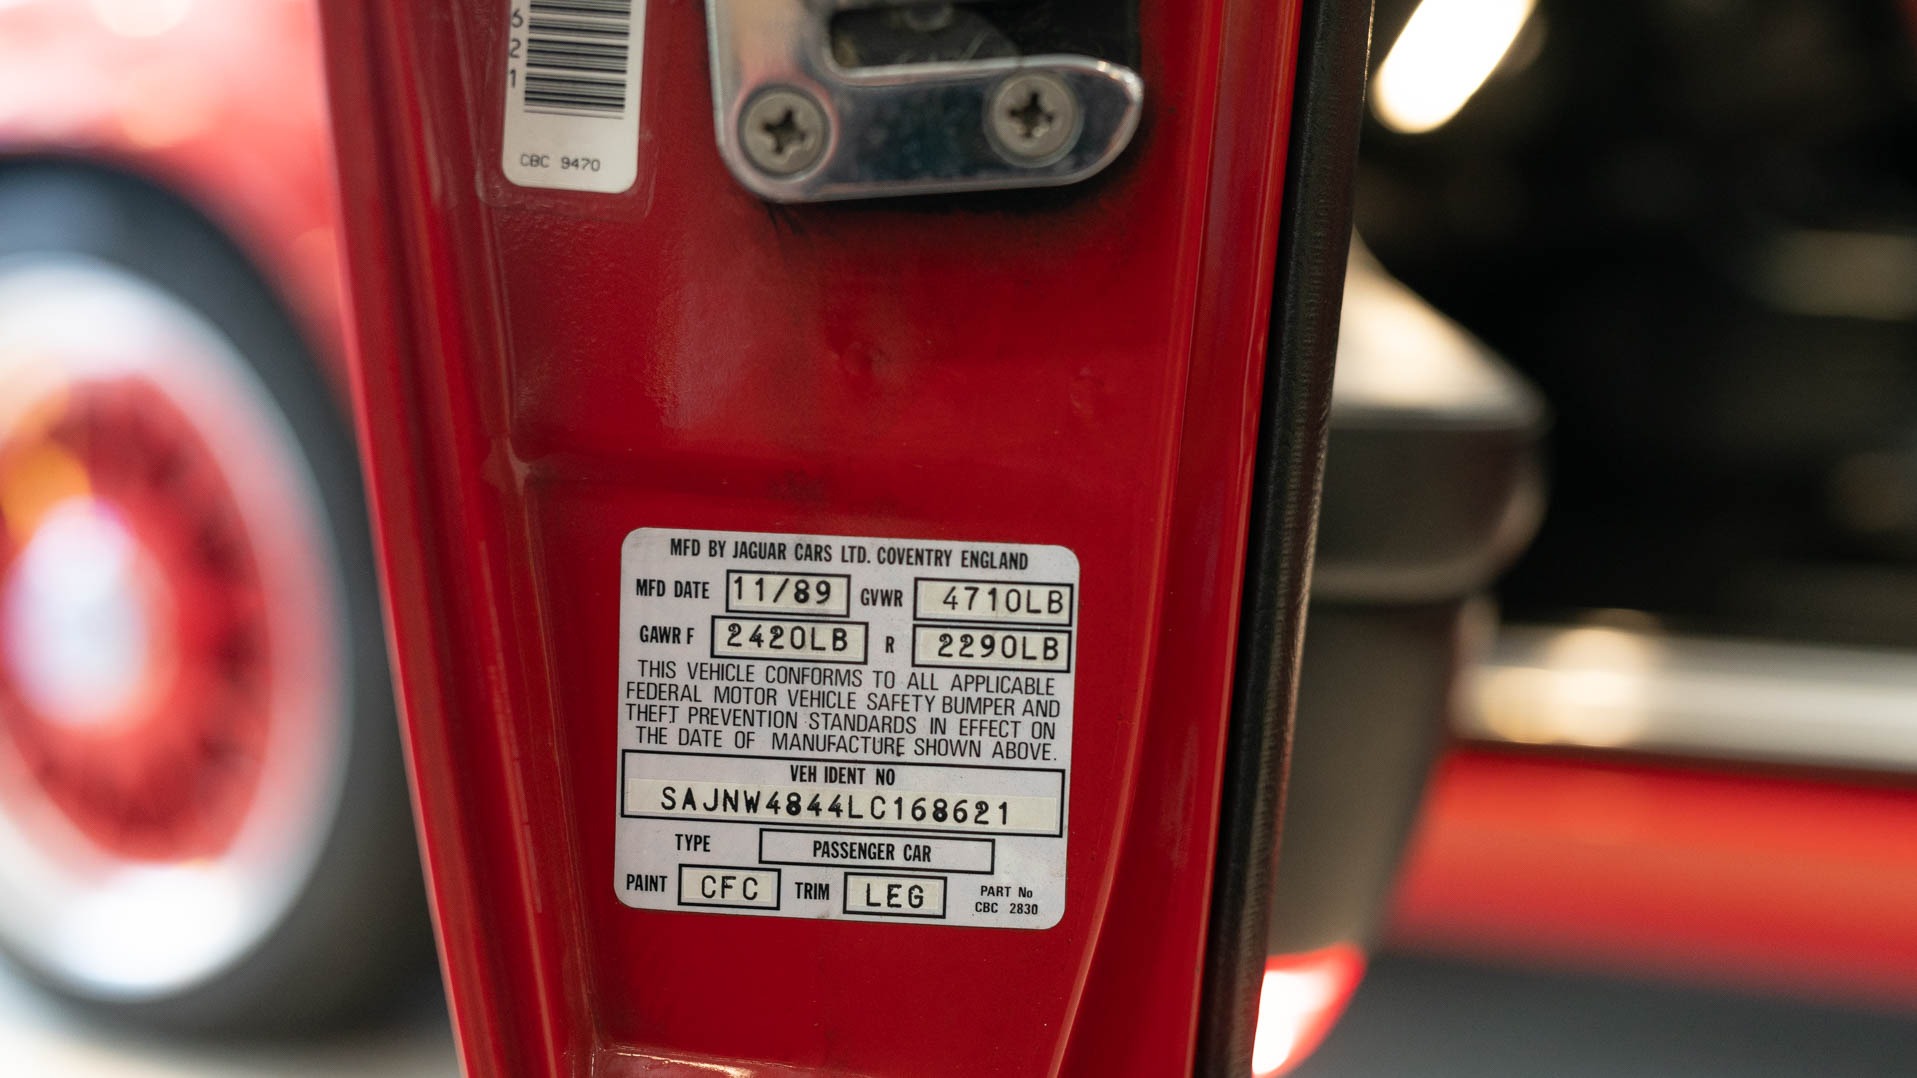 621
CBC 9470
MFD BY JAGUAR CARS LTD. COVENTRY ENGLAND
MFD DATE 11/89 GVWR 4710LB
GAWR F 2420LB R 2290LB
THIS VEHICLE CONFORMS TO ALL APPLICABLE
FEDERAL MOTOR VEHICLE SAFETY BUMPER AND
THEFT PREVENTION STANDARDS IN EFFECT ON
THE DATE OF MANUFACTURE SHOWN ABOVE.
VEH IDENT NO
SAJNW4844LC168621
TYPE PASSENGER CAR
PAINT CFC TRIM LEG PART No
CBC 2830